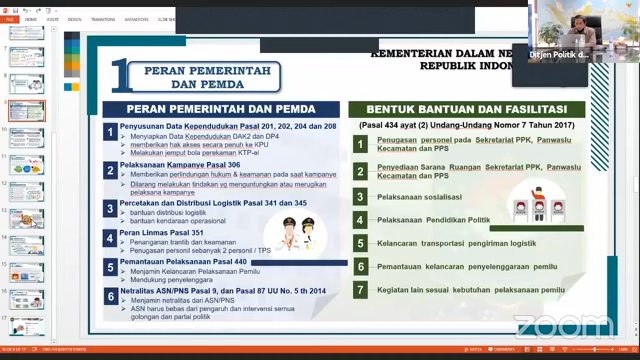 FILE HOME INSERT DESIGN TRANSITIONS ANIMATIONS
Ditjen Politik d...
KEMENTERIAN DALAM NE
REPUBLIK INDON
1
PERAN PEMERINTAH
DAN PEMDA
PERAN PEMERINTAH DAN PEMDA
1 Penyusunan Data Kependudukan Pasal 201, 202, 204 dan 208
Menyiapkan Data Kependudukan DAK2 dan DP4
memberikan hak akses secara penuh ke KPU
Melakukan jemput bola perekaman KTP-el
2 Pelaksanaan Kampanye Pasal 306
Memberikan perlindungan hukum & keamanan pada saat kampanye
Dilarang melakukan tindakan yg menguntungkan atau merugikan
pelaksana kampanye
3 Percetakan dan Distribusi Logistik Pasal 341 dan 345
bantuan distribusi logistik
bantuan kendaraan operasional
4 Peran Linmas Pasal 351
Penanganan trantib dan keamanan
Penugasan personil sebanyak 2 personil / TPS
5 Pemantauan Pelaksanaan Pasal 440
Menjamin Kelancaran Pelaksanaan Pemilu
Mendukung penyelenggara
6 Netralitas ASN/PNS Pasal 9, dan Pasal 87 UU No. 5 th 2014
Menjamin netralitas dari ASN/PNS
ASN harus bebas dari pengaruh dan intervensi semua
golongan dan partai politik
BENTUK BANTUAN DAN FASILITASI
(Pasal 434 ayat (2) Undang-Undang Nomor 7 Tahun 2017)
1 Penugasan personel pada Sekretariat PPK, Panwaslu
Kecamatan dan PPS
2 Penyediaan Sarana Ruangan Sekretariat PPK, Panwaslu
Kecamatan dan PPS
3 Pelaksanaan sosialisasi
4 Pelaksanaan Pendidikan Politik
5 Kelancaran transportasi pengiriman logistik
6 Pemantauan kelancaran penyelenggaraan pemilu
7 Kegiatan lain sesuai kebutuhan pelaksanaan pemilu
zoom